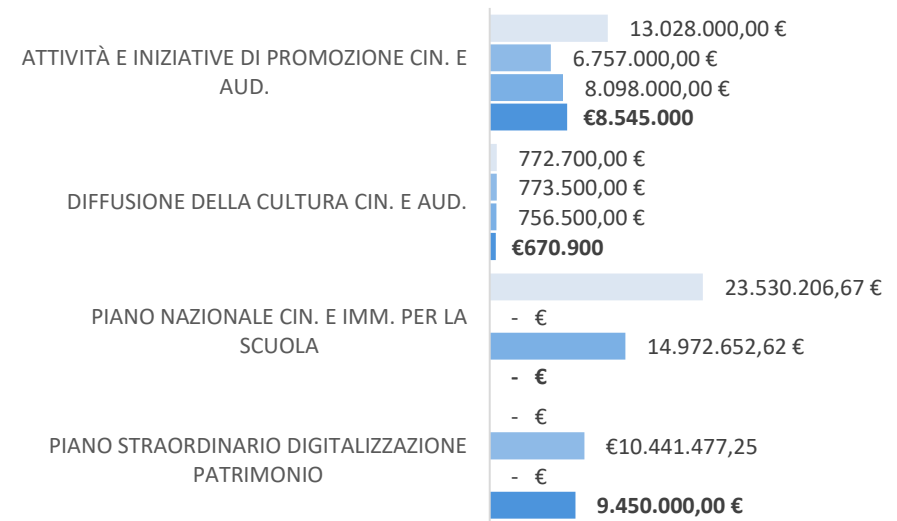 13.028.000,00 €
ATTIVITÀ E INIZIATIVE DI PROMOZIONE CIN. E
AUD.
6.757.000,00 €
8.098.000,00 €
€8.545.000
772.700,00 €
DIFFUSIONE DELLA CULTURA CIN. E AUD.
773.500,00 €
756.500,00 €
€670.900
23.530.206,67 €
PIANO NAZIONALE CIN. E IMM. PER LA
SCUOLA
- €
14.972.652,62 €
- €
- €
PIANO STRAORDINARIO DIGITALIZZAZIONE
PATRIMONIO
€10.441.477,25
- €
9.450.000,00 €